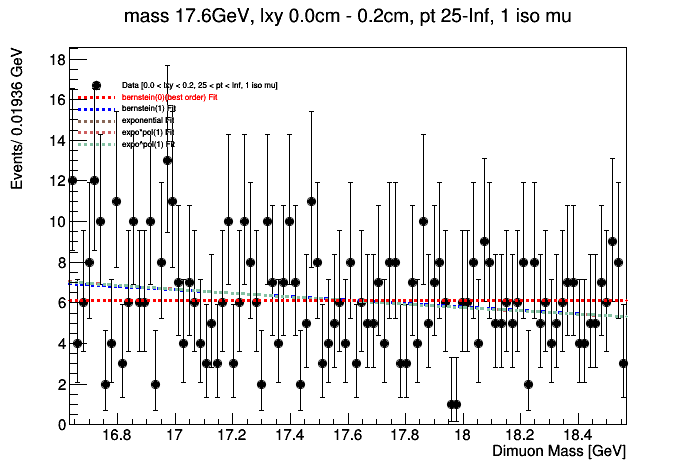 mass 17.6GeV, lxy 0.0cm - 0.2cm, pt 25-Inf, 1 iso mu
Events/ 0.01936 GeV
18
16
14
12
10
8
6
4
2
0
Data [0.0 < lxy < 0.2, 25 < pt < Inf, 1 iso mu]
bernstein(0)(best order) Fit
bernstein(1) Fit
exponential Fit
expo*pol(1) Fit
expo*pol(1) Fit
16.8 17 17.2 17.4 17.6 17.8 18 18.2 18.4
Dimuon Mass [GeV]